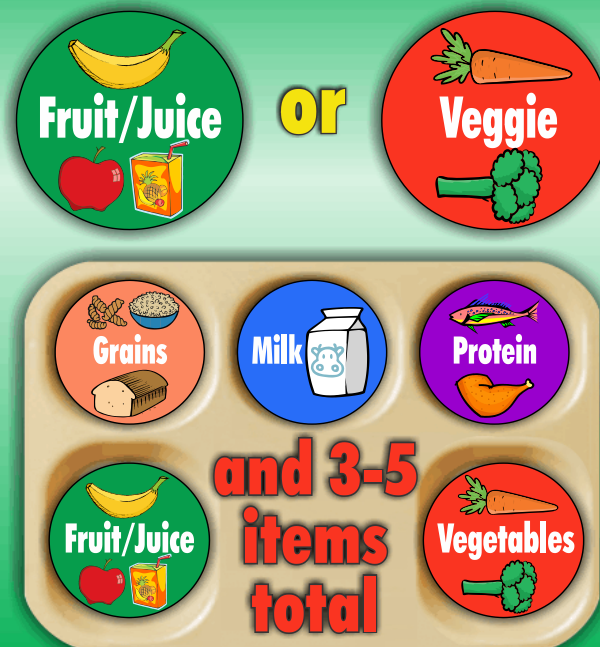 Fruit/Juice
or
Veggie
Grains
Milk
Protein
and 3-5
items
total
Fruit/Juice
Vegetables